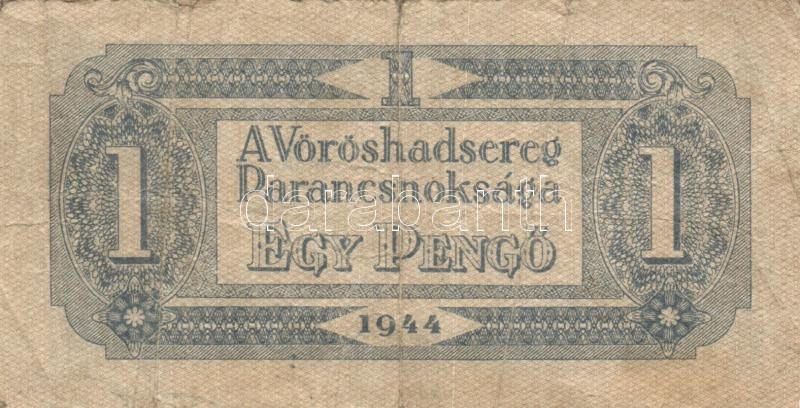 1
A Vöröshadsereg
Parancsnoksága
EGY PENGŐ
1 1
1944
darabanth